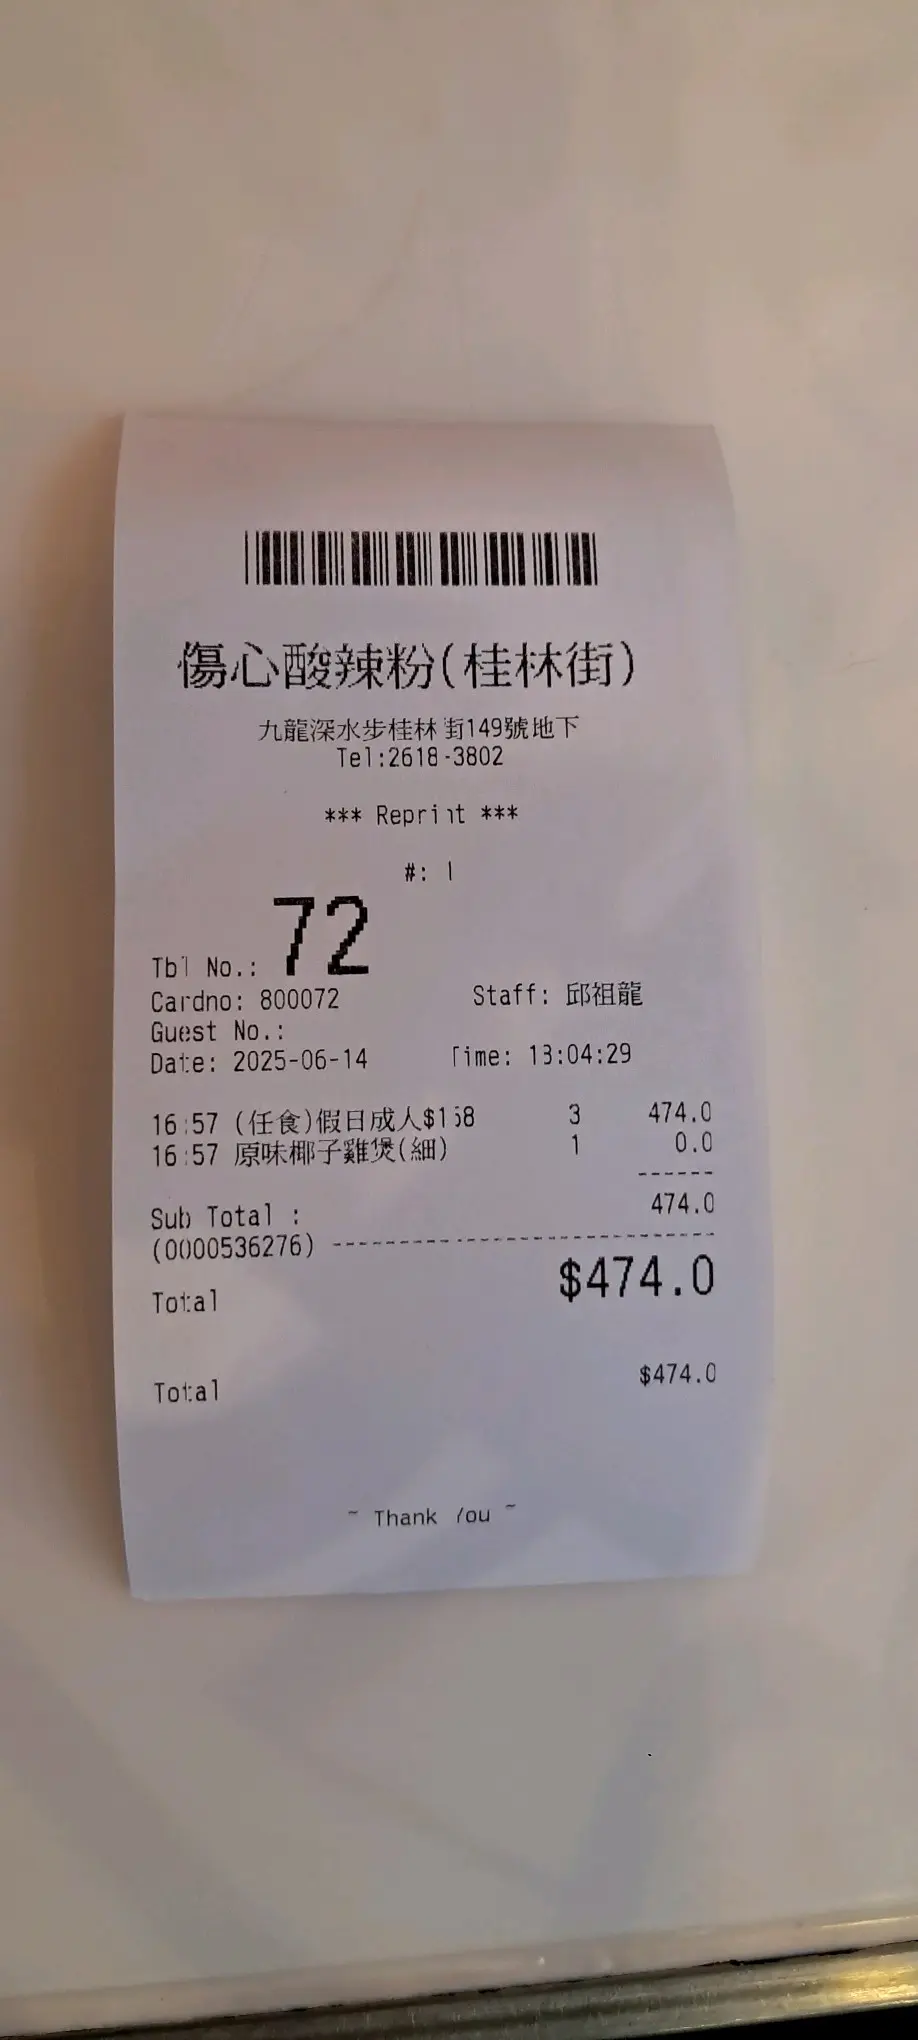 傷心酸辣粉(桂林街)
九龍深水步桂林街149號地下
Tel:2618-3802
*** Reprint ***
#: 1
Tbl No.: 72
Cardno: 800072 Staff: 邱祖龍
Guest No.:
Date: 2025-06-14 Time: 18:04:29
16:57 (任食)假日成人$158 3 474.0
16:57 原味椰子雞煲(細) 1 0.0
------
Sub Total : 474.0
(0000536276) ----------------------------
Total $474.0
Total $474.0
~ Thank You ~